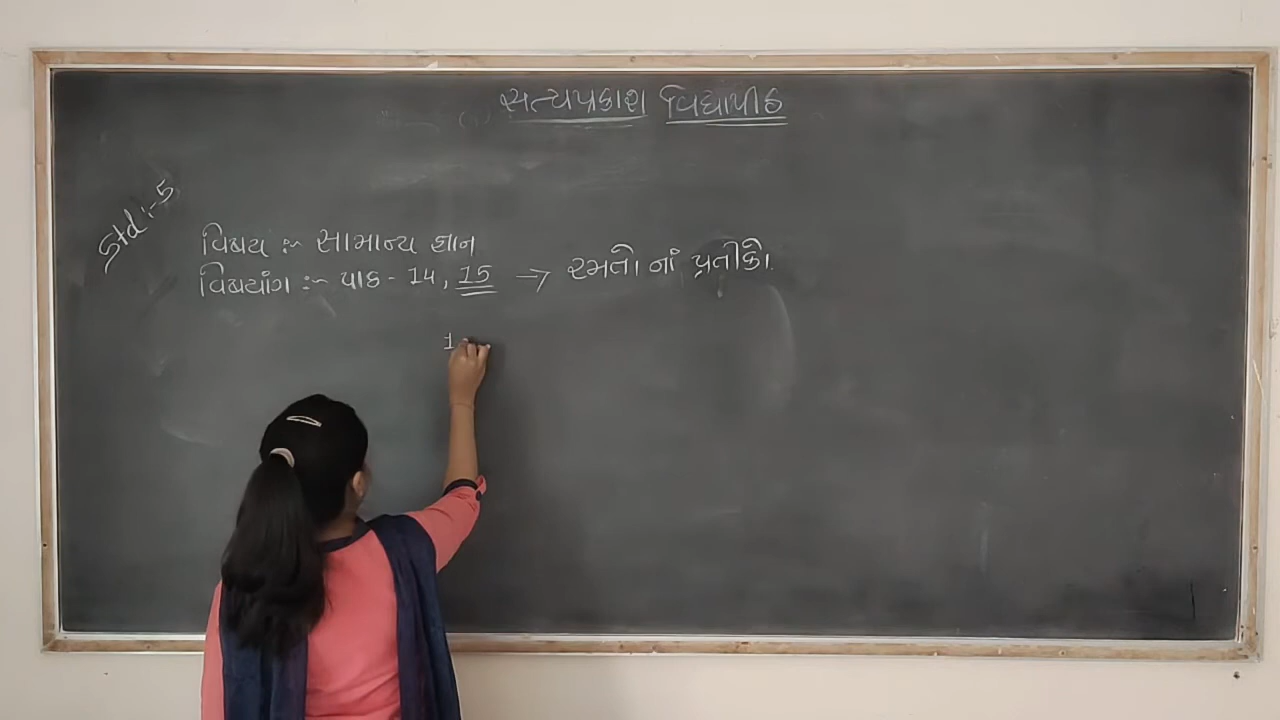 સત્યપ્રકાશ વિદ્યાપીઠ
Std :- 5
વિષય :- સામાન્ય જ્ઞાન
વિષયાંગ :- પાઠ - 14, 15 → રમતો નાં પ્રતીકો.
1